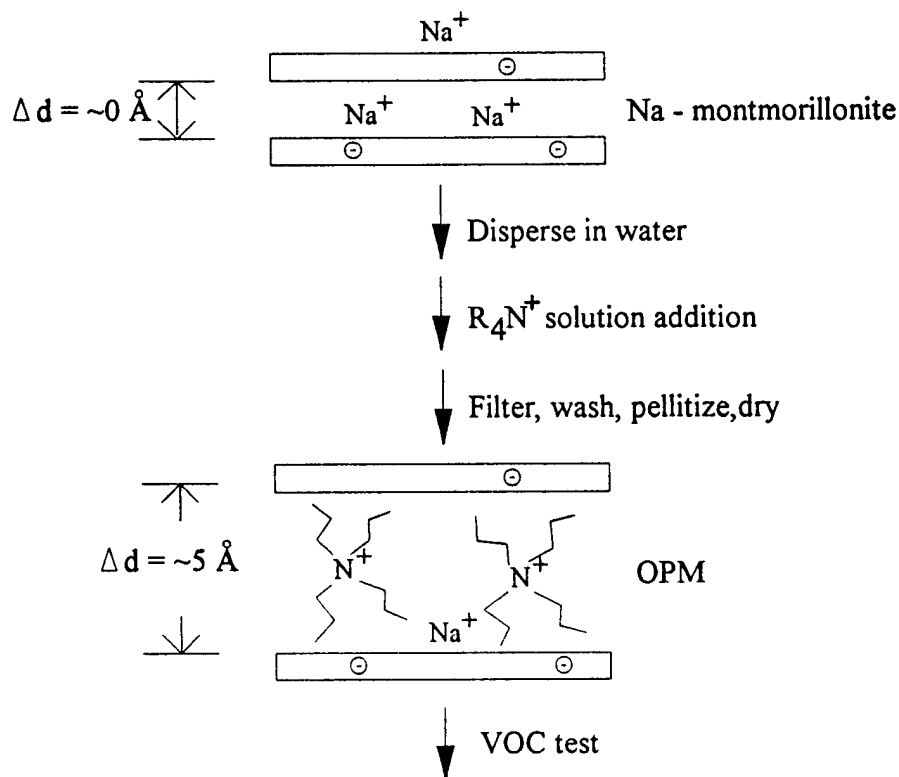 Na+
⊖
Δ d = ~0 Å
Na+ Na+
Na - montmorillonite
⊖ ⊖
Disperse in water
R4N+ solution addition
Filter, wash, pellitize,dry
⊖
Δ d = ~5 Å
N+ N+
OPM
Na+
⊖ ⊖
VOC test